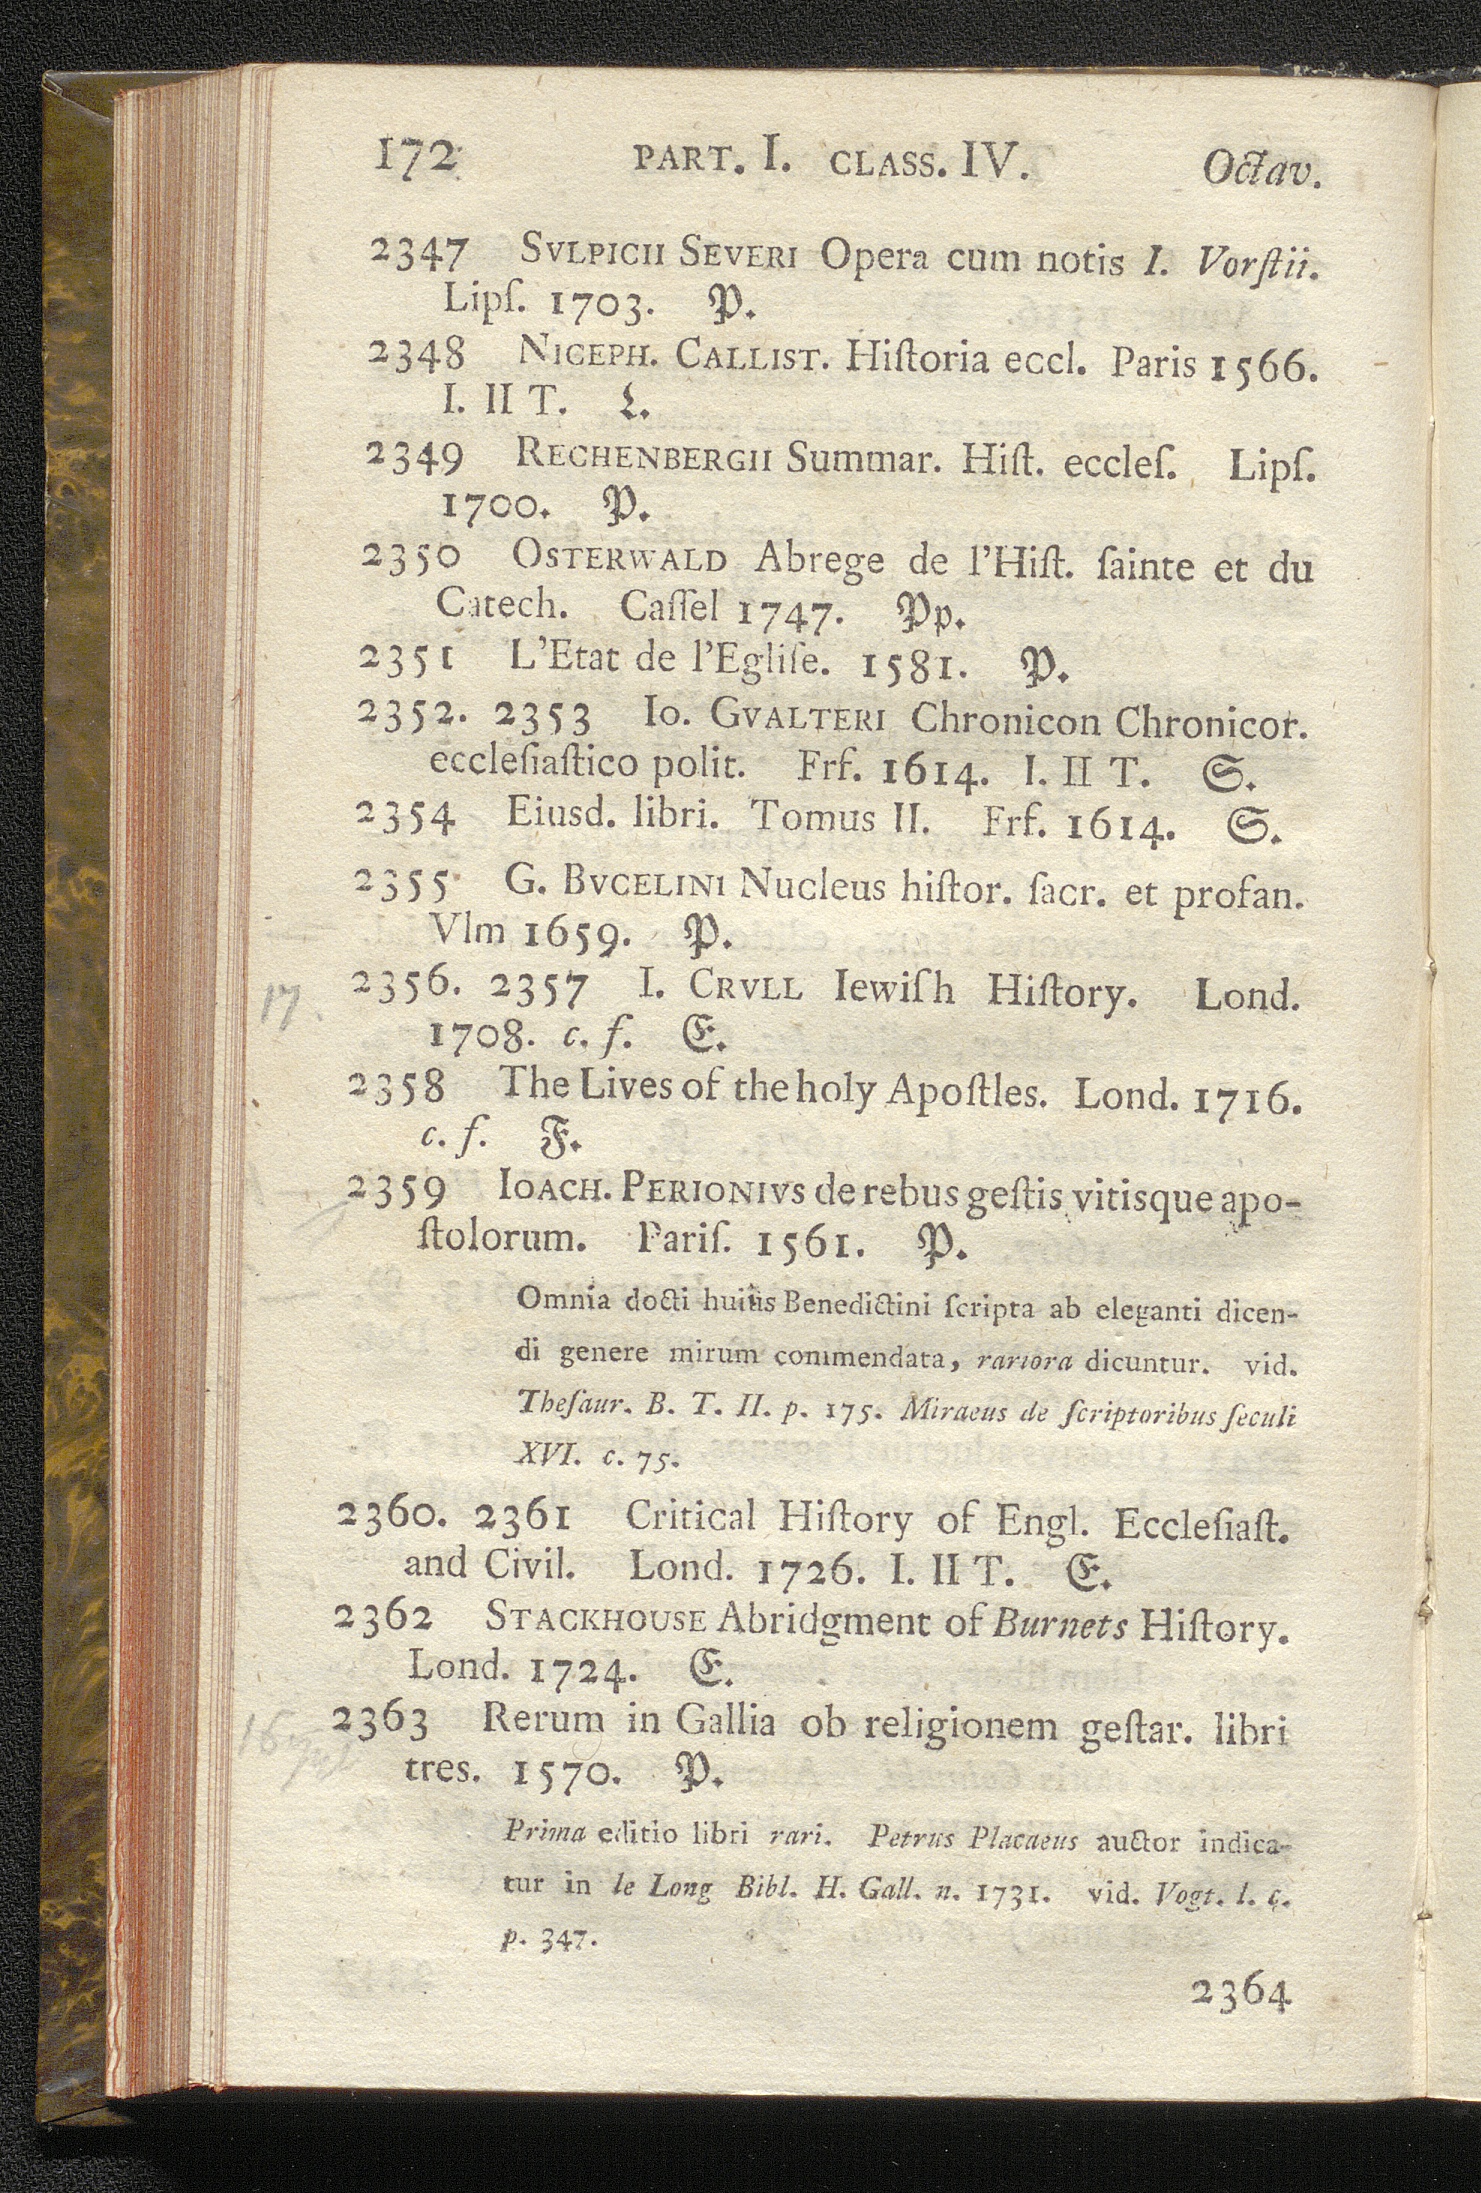 172 PART. I. CLASS. IV. Octav.
2347 SVLPICII SEVERI Opera cum notis I. Vorſtii.
Lipſ. 1703. P.
2348 NICEPH. CALLIST. Hiſtoria eccl. Paris 1566.
I. II T. L.
2349 RECHENBERGII Summar. Hiſt. eccleſ. Lipſ.
1700. P.
2350 OSTERWALD Abrege de l'Hiſt. ſainte et du
Catech. Caſſel 1747. Pp.
2351 L'Etat de l'Egliſe. 1581. P.
2352. 2353 Io. GVALTERI Chronicon Chronicor.
eccleſiaſtico polit. Frf. 1614. I. II T. S.
2354 Eiusd. libri. Tomus II. Frf. 1614. S.
2355 G. BVCELINI Nucleus hiſtor. ſacr. et profan.
Vlm 1659. P.
17. 2356. 2357 I. CRVLL Iewiſh Hiſtory. Lond.
1708. c. f. E.
2358 The Lives of the holy Apoſtles. Lond. 1716.
c. f. F.
2359 IOACH. PERIONIVS de rebus geſtis vitisque apo-
ſtolorum. Pariſ. 1561. P.
Omnia docti huius Benedictini ſcripta ab eleganti dicen-
di genere mirum commendata, rariora dicuntur. vid.
Theſaur. B. T. II. p. 175. Miraeus de ſcriptoribus ſeculi
XVI. c. 75.
2360. 2361 Critical Hiſtory of Engl. Eccleſiaſt.
and Civil. Lond. 1726. I. II T. E.
2362 STACKHOUSE Abridgment of Burnets Hiſtory.
Lond. 1724. E.
16 2363 Rerum in Gallia ob religionem geſtar. libri
tres. 1570. P.
Prima editio libri rari. Petrus Placaeus auctor indica-
tur in le Long Bibl. H. Gall. n. 1731. vid. Vogt. l. c.
p. 347.
2364